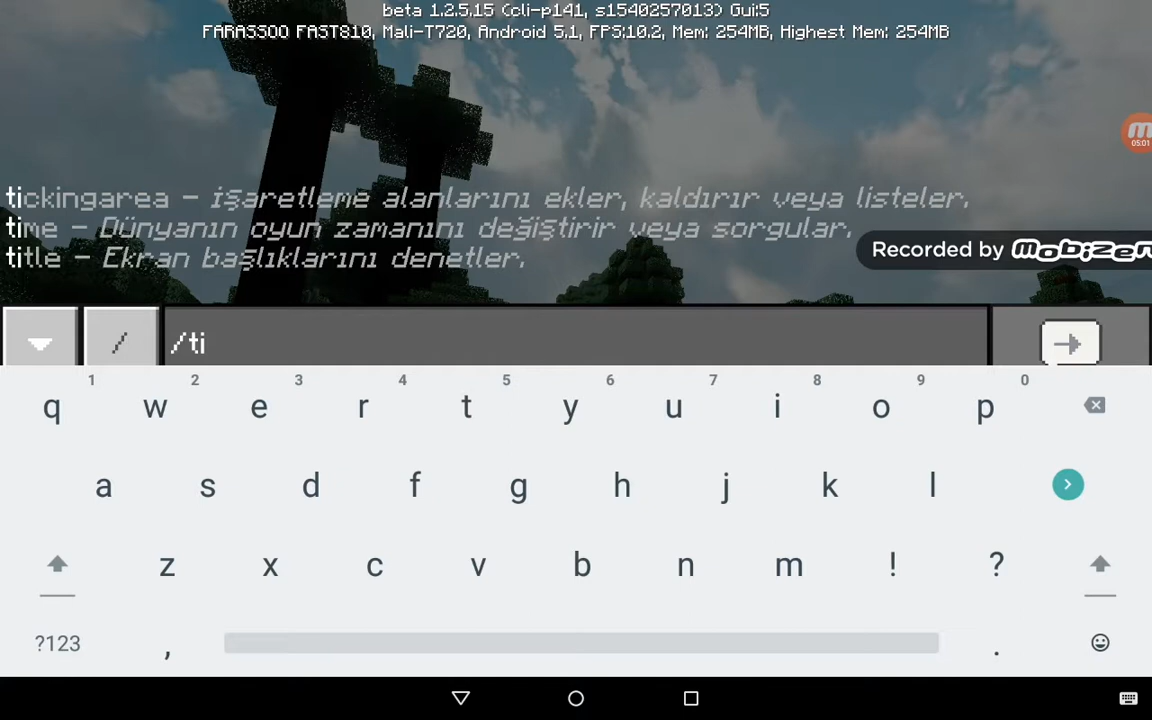 beta 1.2.5.15 (cli-p141, s1540257013) Gui:5
FARASSOO FAST810, Mali-T720, Android 5.1, FPS:10.2, Mem: 254MB, Highest Mem: 254MB
05:01
tickingarea - İşaretleme alanlarını ekler, kaldırır veya listeler.
time - Dünyanın oyun zamanını değiştirir veya sorgular.
title - Ekran başlıklarını denetler.
Recorded by mobizen
/ /ti
1 2 3 4 5 6 7 8 9 0
q w e r t y u i o p
a s d f g h j k l
z x c v b n m ! ?
?123 , .